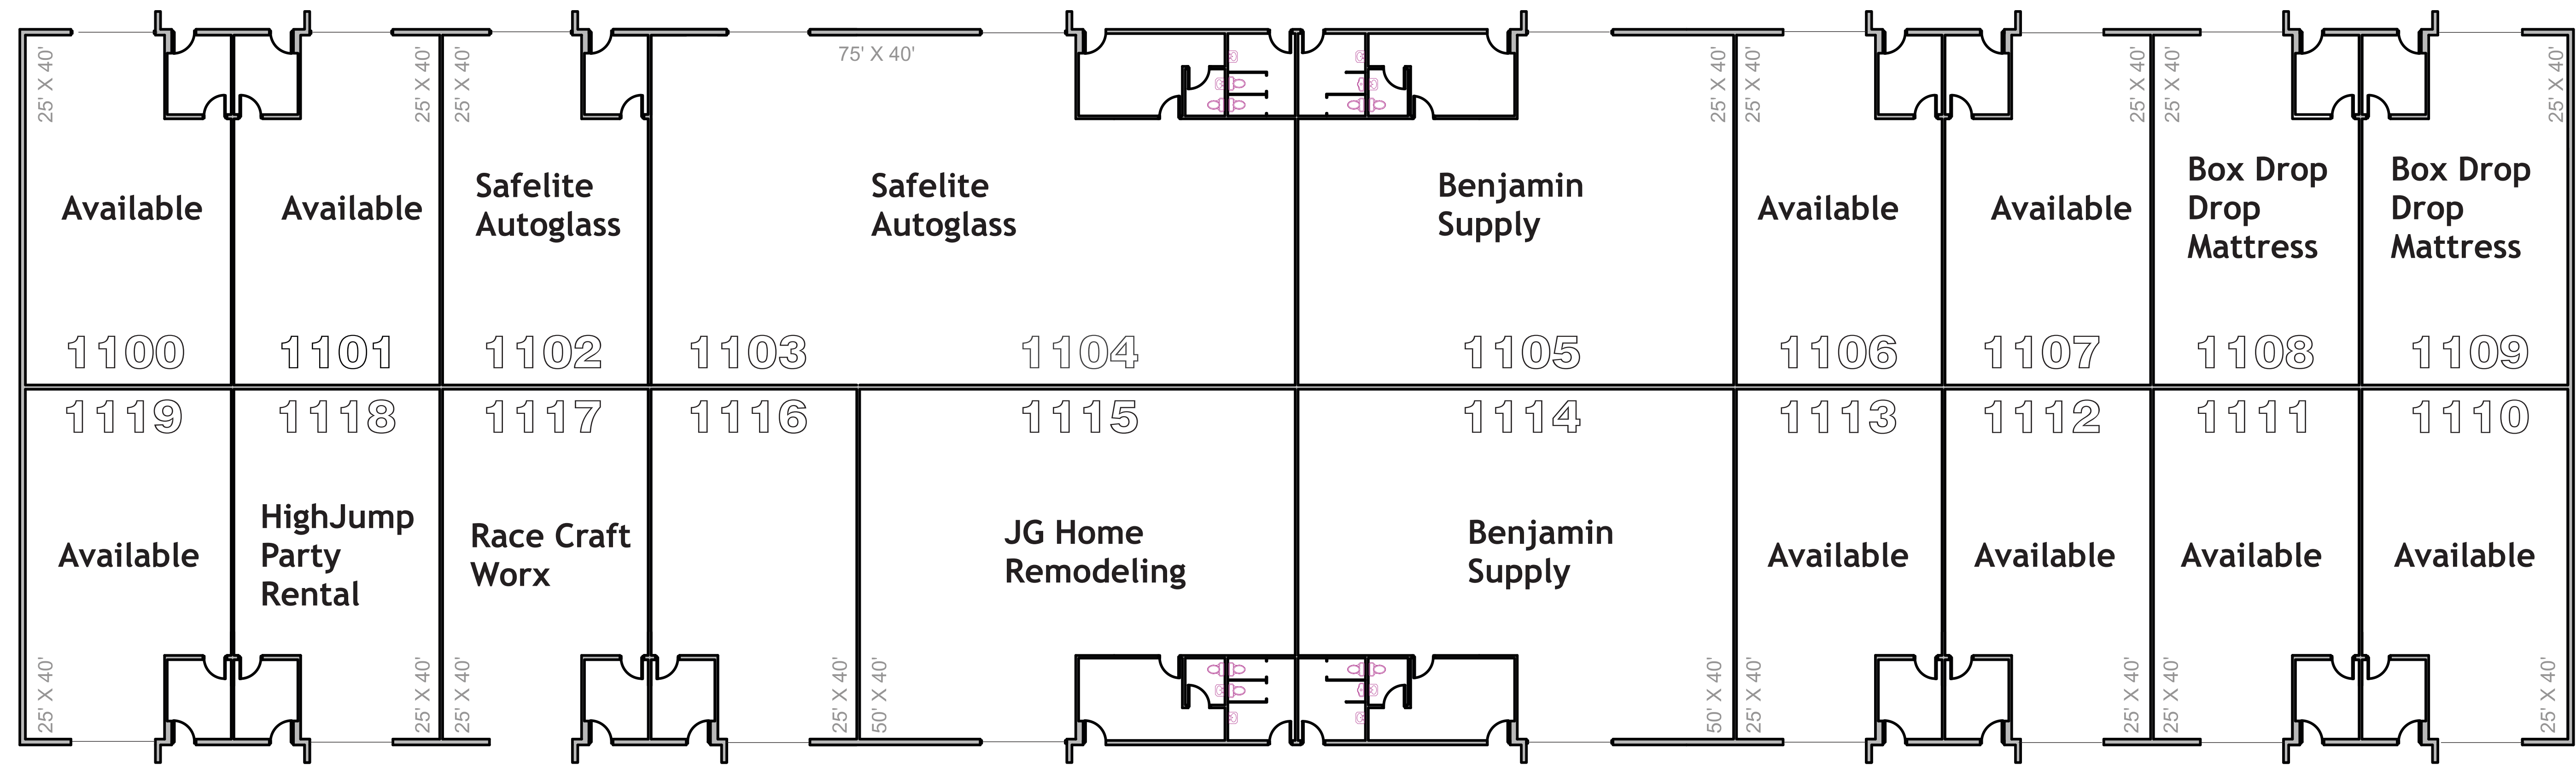 25' X 40'
25' X 40'
25' X 40'
75' X 40'
25' X 40'
25' X 40'
25' X 40'
25' X 40'
25' X 40'
Available
Available
Safelite
Autoglass
Safelite
Autoglass
Benjamin
Supply
Available
Available
Box Drop
Drop
Mattress
Box Drop
Drop
Mattress
1100
1101
1102
1103
1104
1105
1106
1107
1108
1109
1119
1118
1117
1116
1115
1114
1113
1112
1111
1110
Available
HighJump
Party
Rental
Race Craft
Worx
JG Home
Remodeling
Benjamin
Supply
Available
Available
Available
Available
25' X 40'
25' X 40'
25' X 40'
25' X 40'
50' X 40'
50' X 40'
25' X 40'
25' X 40'
25' X 40'
25' X 40'